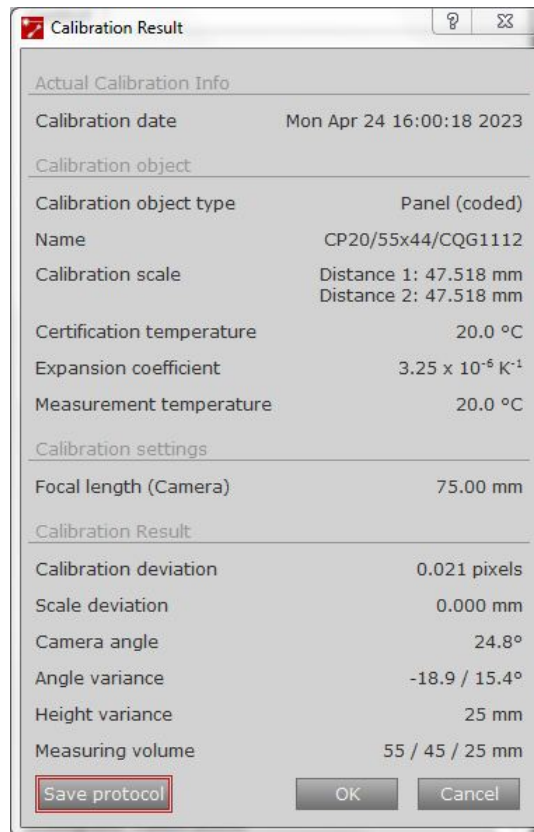 Calibration Result
Actual Calibration Info
Calibration date Mon Apr 24 16:00:18 2023
Calibration object
Calibration object type Panel (coded)
Name CP20/55x44/CQG1112
Calibration scale Distance 1: 47.518 mm
Distance 2: 47.518 mm
Certification temperature 20.0 °C
Expansion coefficient 3.25 x 10⁻⁶ K⁻¹
Measurement temperature 20.0 °C
Calibration settings
Focal length (Camera) 75.00 mm
Calibration Result
Calibration deviation 0.021 pixels
Scale deviation 0.000 mm
Camera angle 24.8°
Angle variance -18.9 / 15.4°
Height variance 25 mm
Measuring volume 55 / 45 / 25 mm
Save protocol OK Cancel